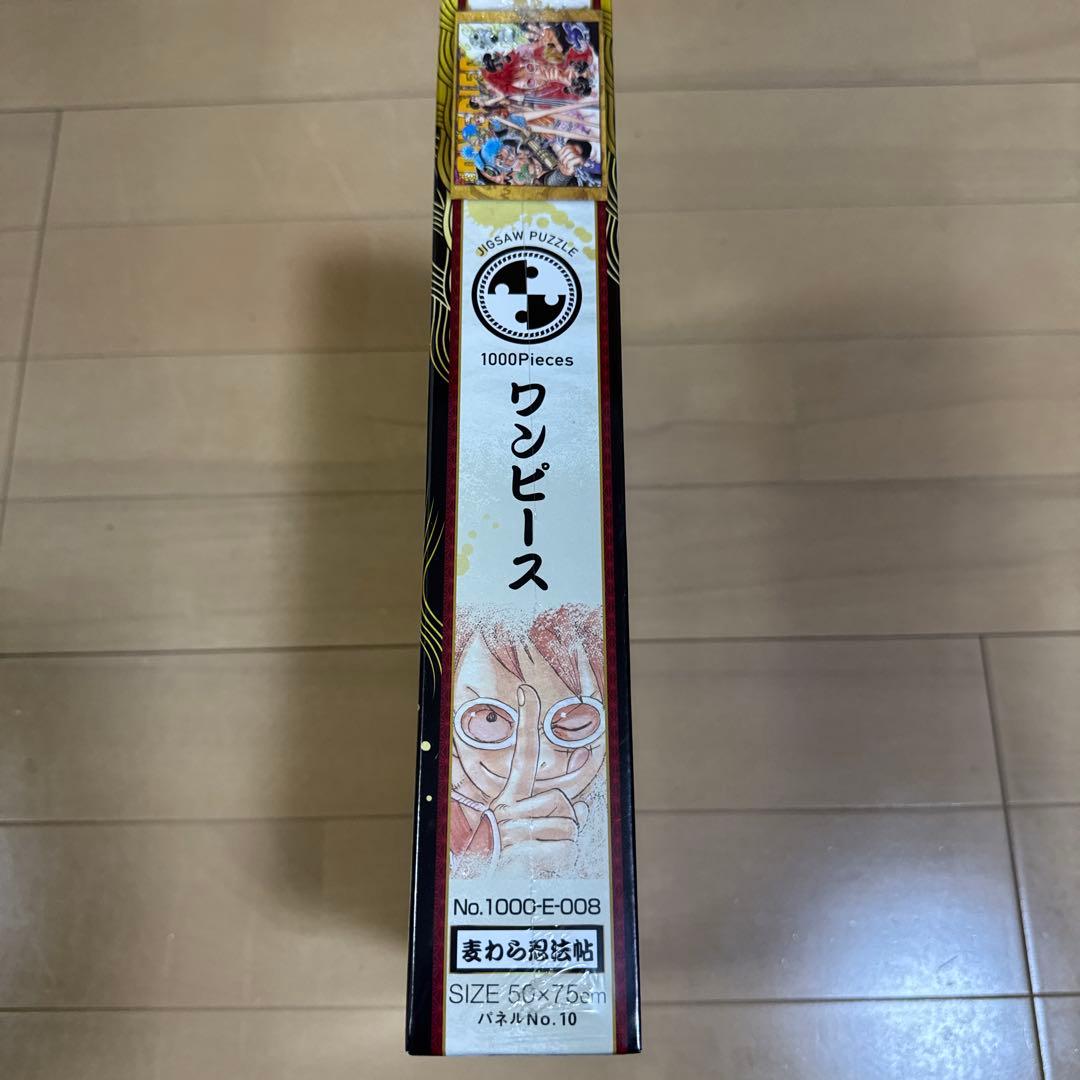 JIGSAW PUZZLE
1000Pieces
ワンピース
No.1000-E-008
麦わら忍法帖
SIZE 50×75cm
パネルNo.10